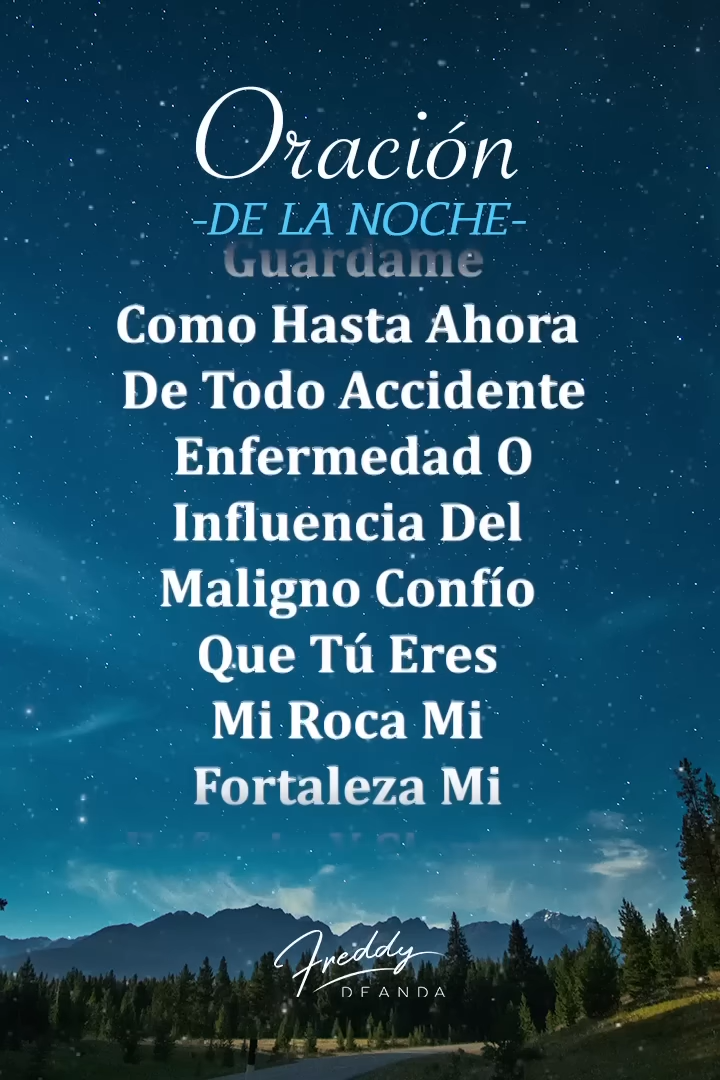 Oración
-DE LA NOCHE-
Guárdame
Como Hasta Ahora
De Todo Accidente
Enfermedad O
Influencia Del
Maligno Confío
Que Tú Eres
Mi Roca Mi
Fortaleza Mi
Freddy
DEANDA